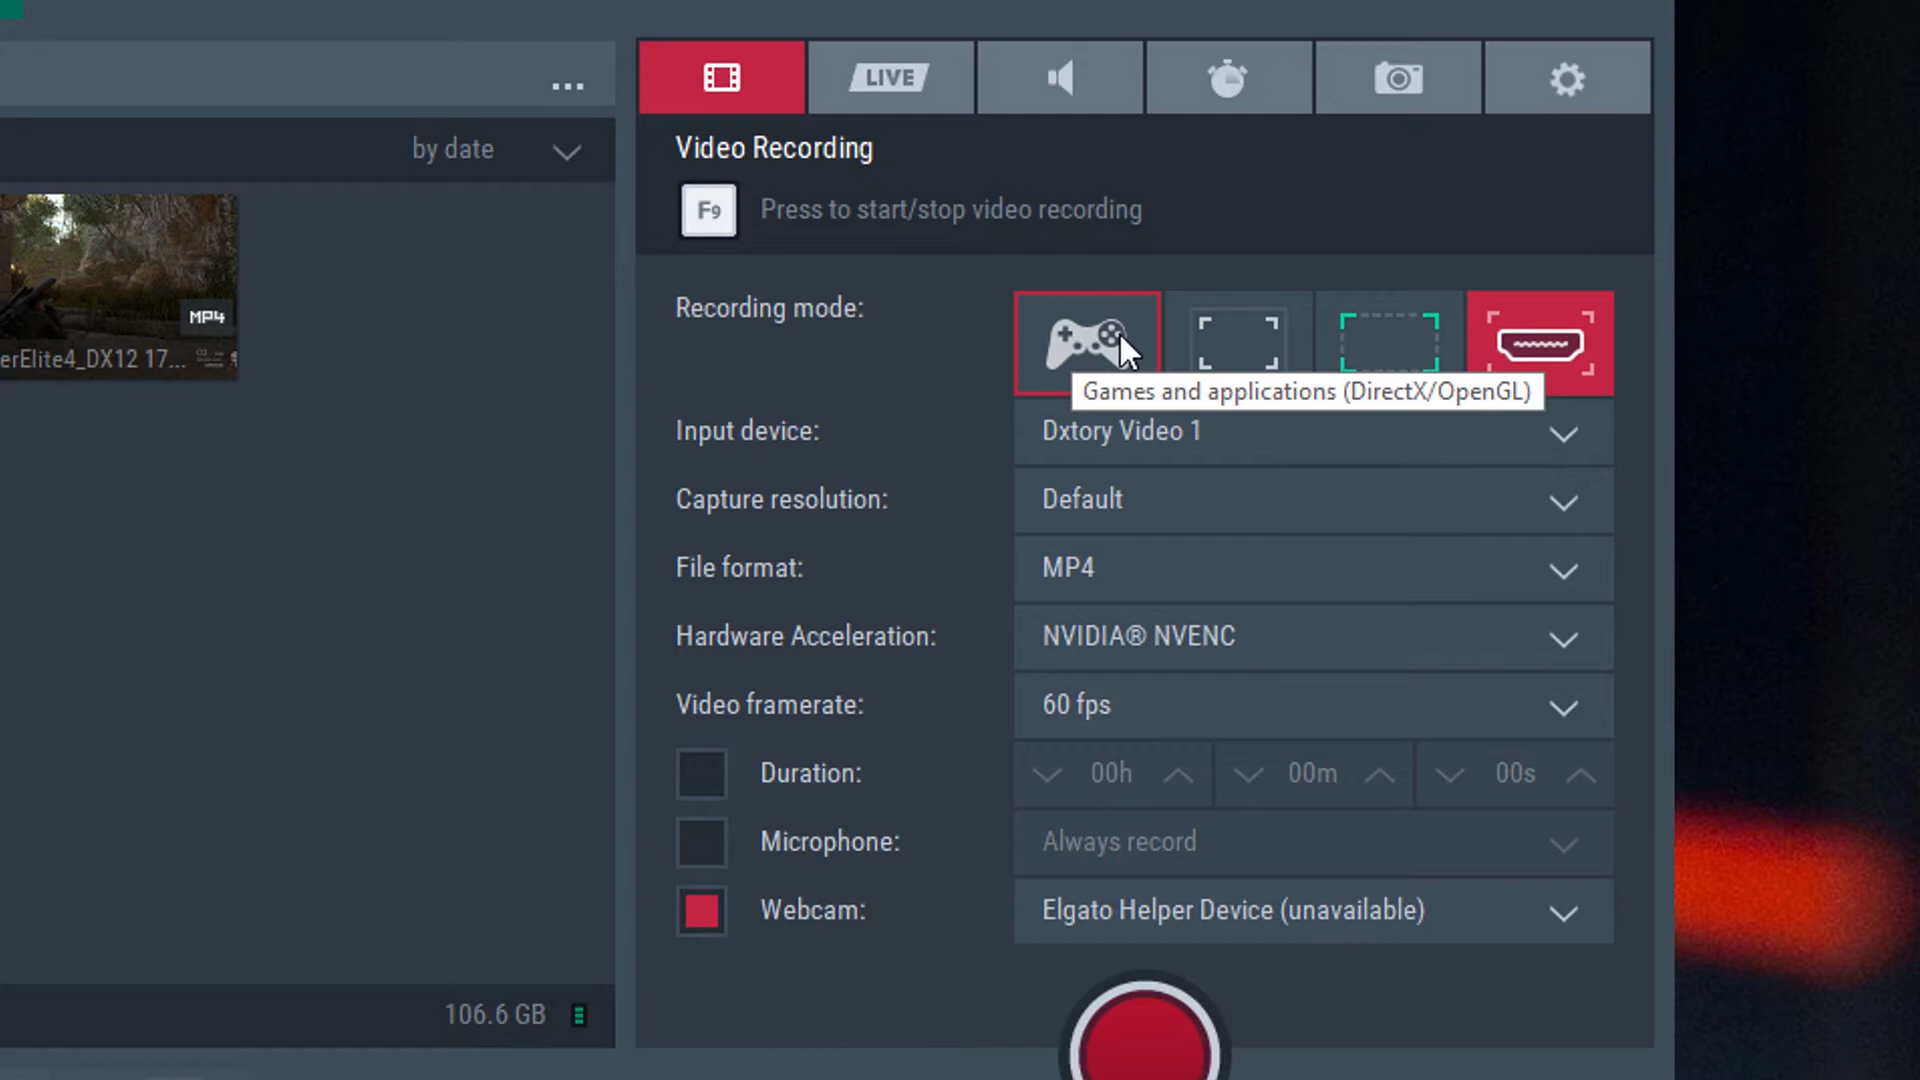 ...
by date
MP4
erElite4_DX12 17...
106.6 GB
LIVE
Video Recording
F9
Press to start/stop video recording
Recording mode:
Games and applications (DirectX/OpenGL)
Input device:
Dxtory Video 1
Capture resolution:
Default
File format:
MP4
Hardware Acceleration:
NVIDIA® NVENC
Video framerate:
60 fps
Duration:
00h
00m
00s
Microphone:
Always record
Webcam:
Elgato Helper Device (unavailable)